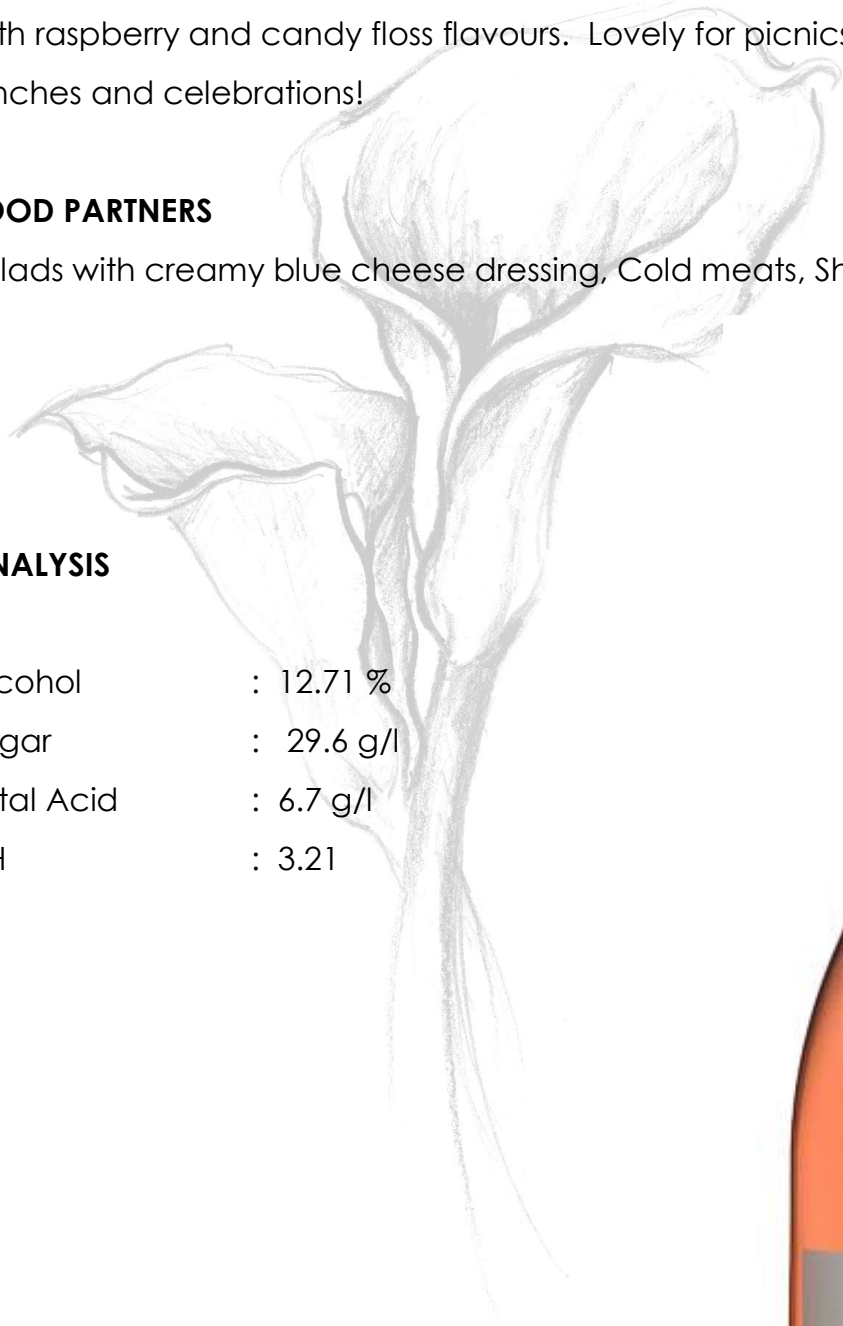 th raspberry and candy floss flavours.  Lovely for picnics
nches and celebrations!
OOD PARTNERS
lads with creamy blue cheese dressing, Cold meats, Sh
NALYSIS
cohol : 12.71 %
gar : 29.6 g/l
tal Acid : 6.7 g/l
H : 3.21